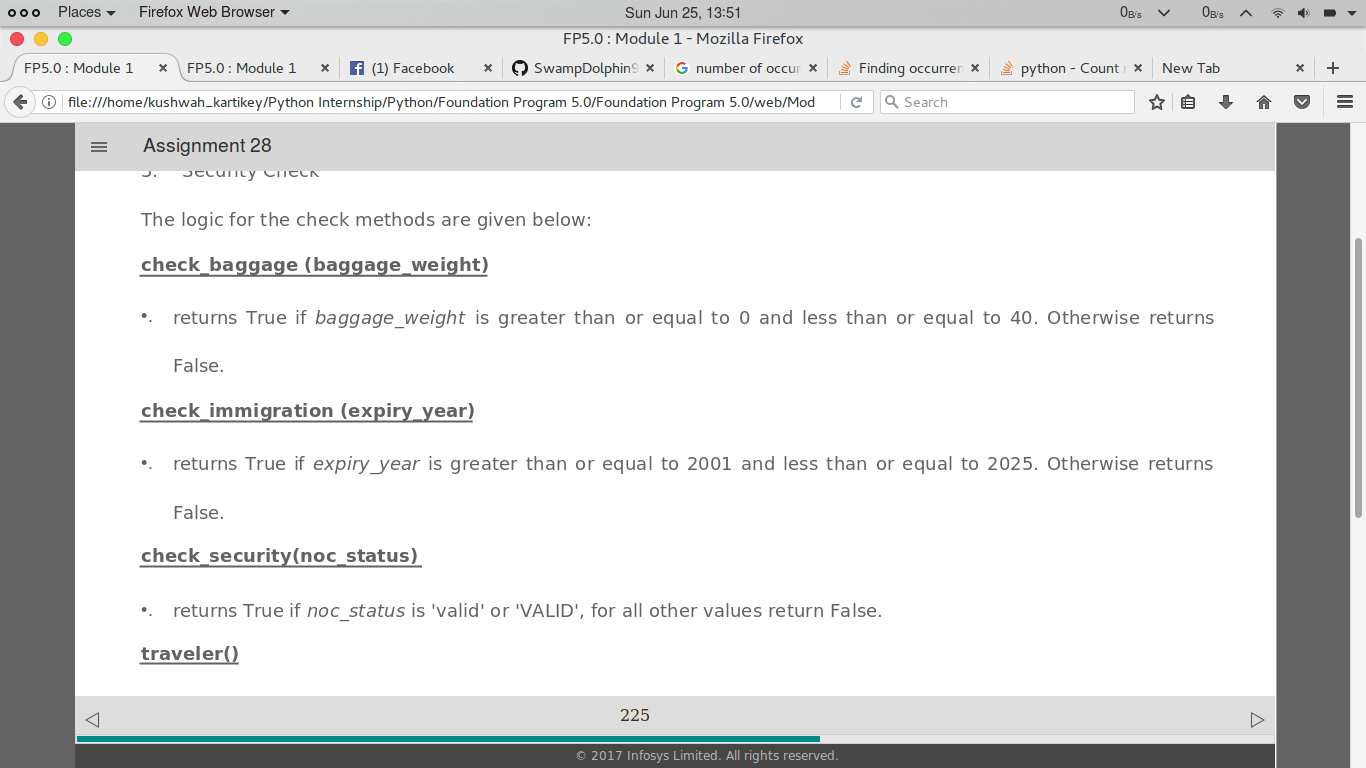 Places Firefox Web Browser Sun Jun 25, 13:51 0B/s 0B/s
FP5.0 : Module 1 - Mozilla Firefox
FP5.0 : Module 1 FP5.0 : Module 1 (1) Facebook SwampDolphin9 number of occur Finding occurren python - Count New Tab
file:///home/kushwah_kartikey/Python Internship/Python/Foundation Program 5.0/Foundation Program 5.0/web/Mod Search
Assignment 28
3. Security Check
The logic for the check methods are given below:
check_baggage (baggage_weight)
•. returns True if baggage_weight is greater than or equal to 0 and less than or equal to 40. Otherwise returns
False.
check_immigration (expiry_year)
•. returns True if expiry_year is greater than or equal to 2001 and less than or equal to 2025. Otherwise returns
False.
check_security(noc_status)
•. returns True if noc_status is 'valid' or 'VALID', for all other values return False.
traveler()
225
© 2017 Infosys Limited. All rights reserved.